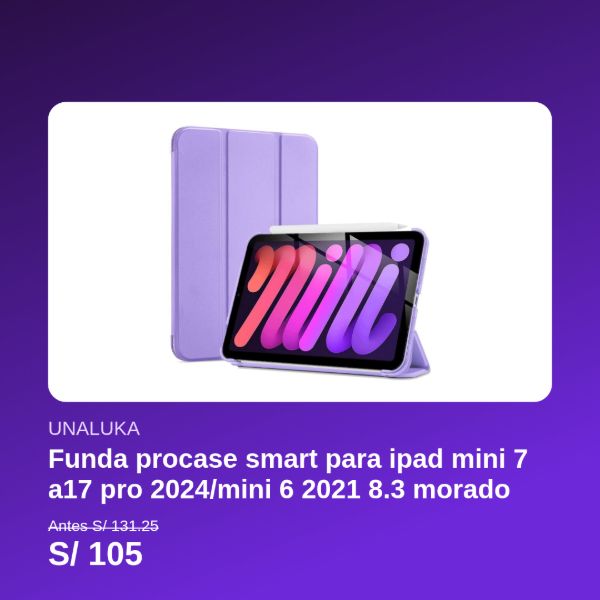 UNALUKA
Funda procase smart para ipad mini 7
a17 pro 2024/mini 6 2021 8.3 morado
Antes S/ 131.25
S/ 105